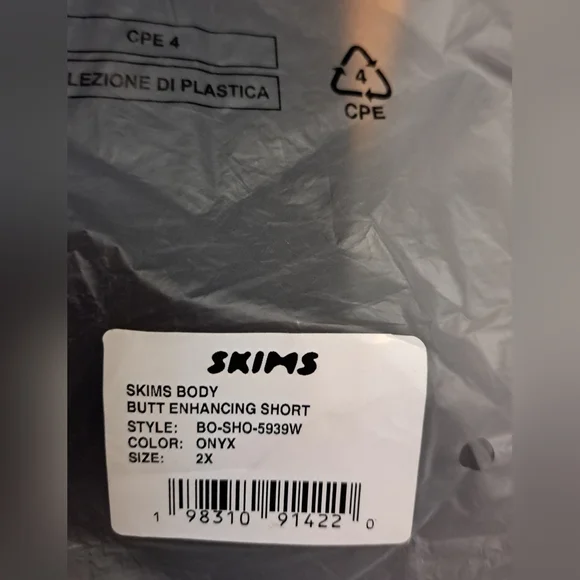 CPE 4
LEZIONE DI PLASTICA
4
CPE
SKIMS
SKIMS BODY
BUTT ENHANCING SHORT
STYLE: BO-SHO-5939W
COLOR: ONYX
SIZE: 2X
1 98310 91422 0